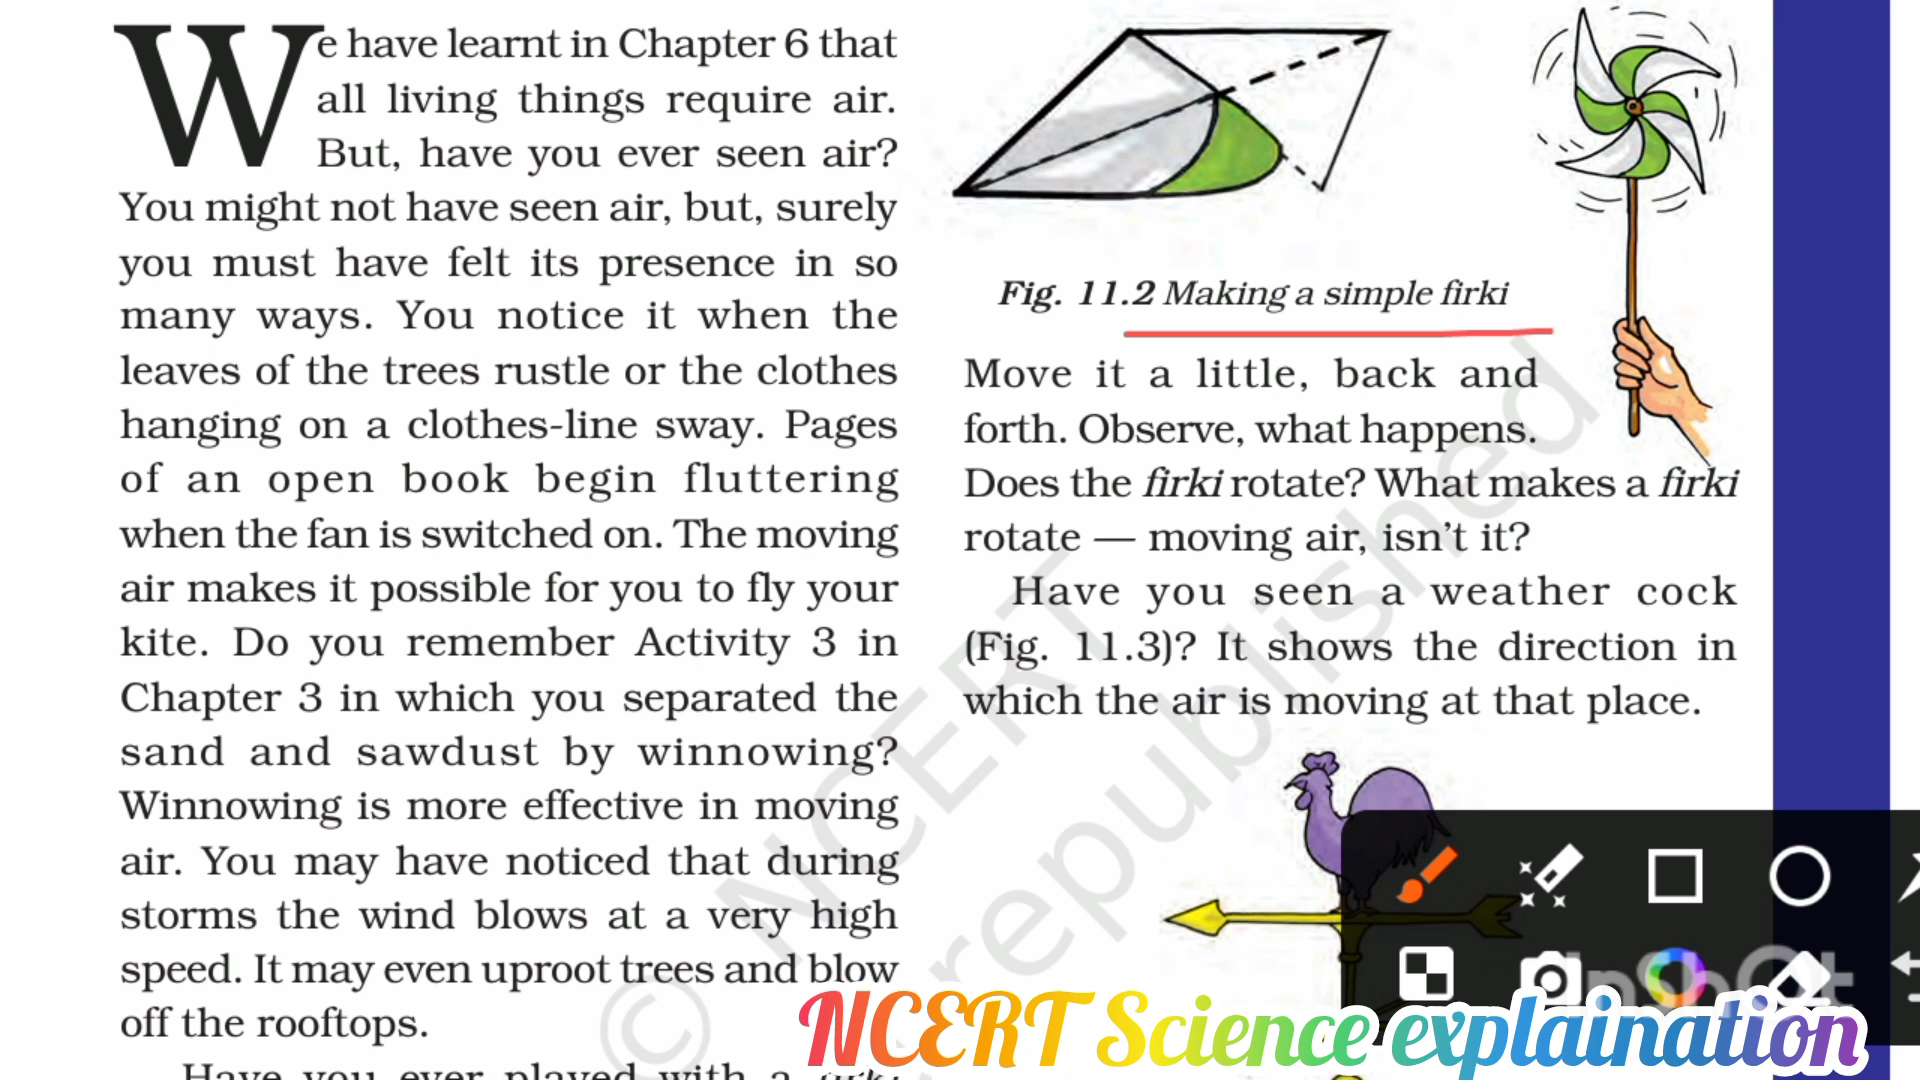 We have learnt in Chapter 6 that
all living things require air.
But, have you ever seen air?
You might not have seen air, but, surely
you must have felt its presence in so
many ways. You notice it when the
leaves of the trees rustle or the clothes
hanging on a clothes-line sway. Pages
of an open book begin fluttering
when the fan is switched on. The moving
air makes it possible for you to fly your
kite. Do you remember Activity 3 in
Chapter 3 in which you separated the
sand and sawdust by winnowing?
Winnowing is more effective in moving
air. You may have noticed that during
storms the wind blows at a very high
speed. It may even uproot trees and blow
off the rooftops.
Have you ever played with a firki
Fig. 11.2 Making a simple firki
Move it a little, back and
forth. Observe, what happens.
Does the firki rotate? What makes a firki
rotate — moving air, isn't it?
Have you seen a weather cock
(Fig. 11.3)? It shows the direction in
which the air is moving at that place.
© NCERT
republished
InShOt
NCERT Science explaination